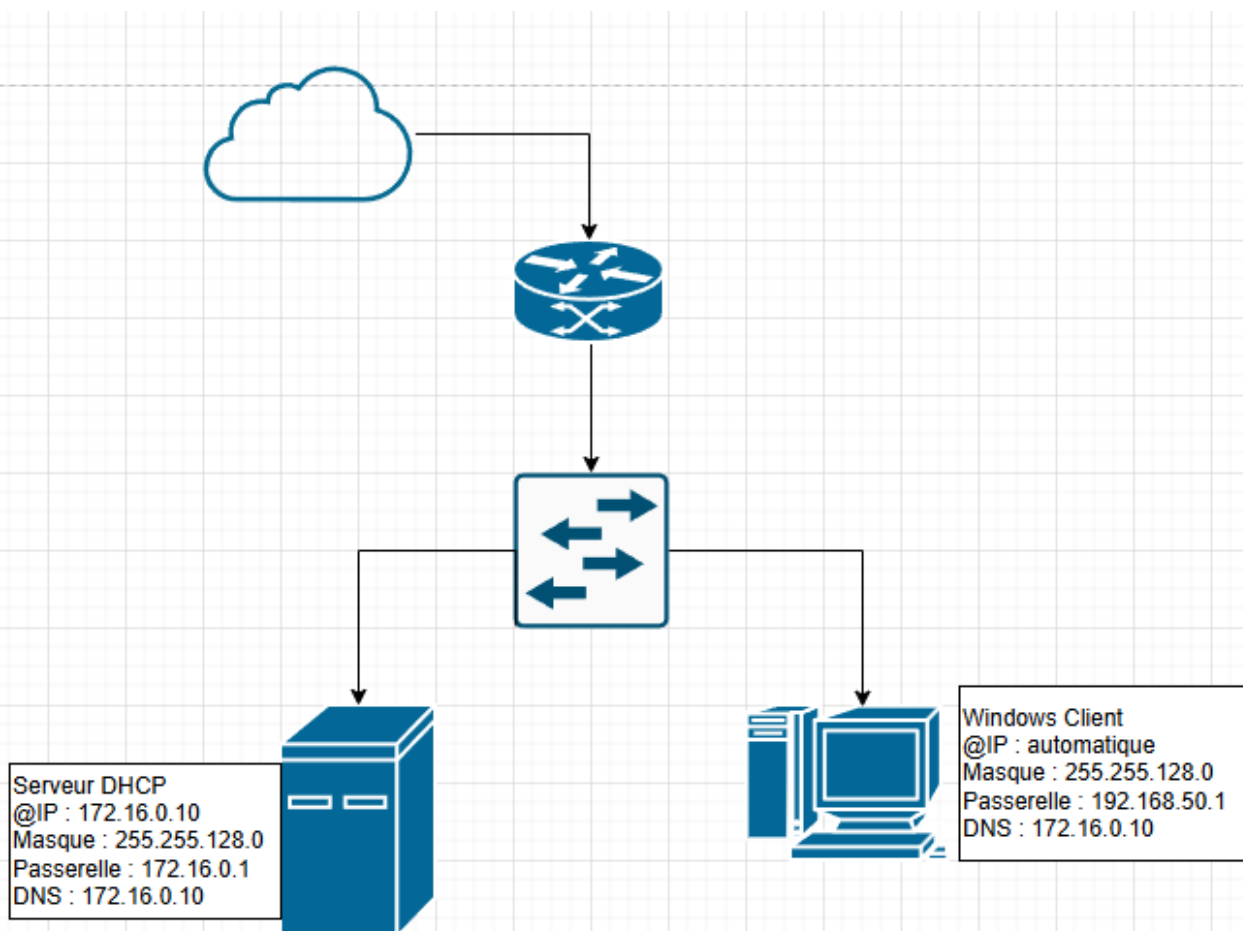 Serveur DHCP
@IP : 172.16.0.10
Masque : 255.255.128.0
Passerelle : 172.16.0.1
DNS : 172.16.0.10
Windows Client
@IP : automatique
Masque : 255.255.128.0
Passerelle : 192.168.50.1
DNS : 172.16.0.10